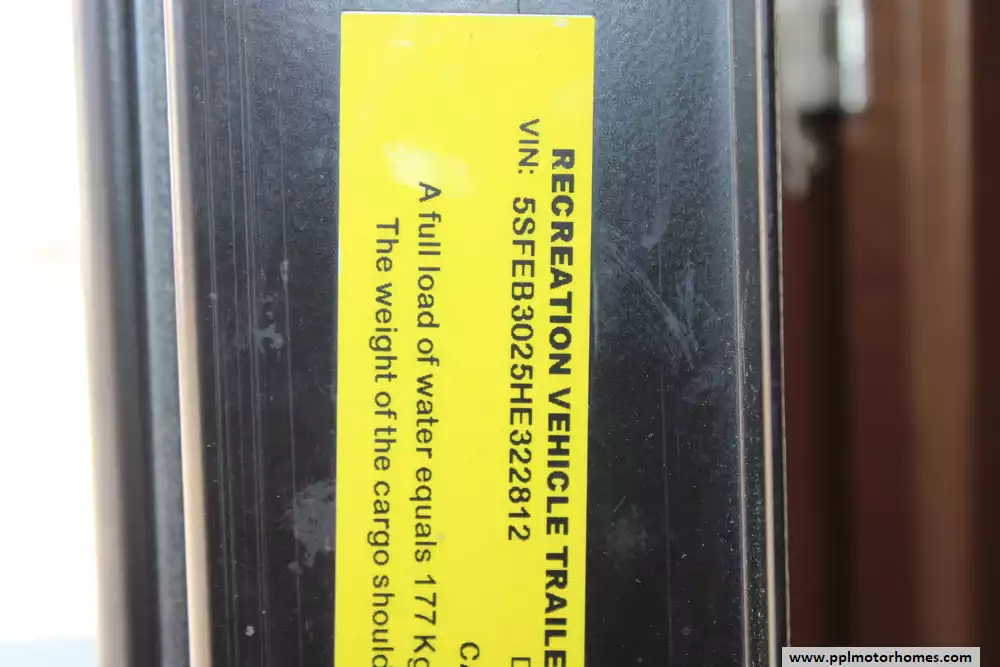 RECREATION VEHICLE TRAILE
VIN: 5SFEB3025HE322812
A full load of water equals 177 Kg
The weight of the cargo should
www.pplmotorhomes.com